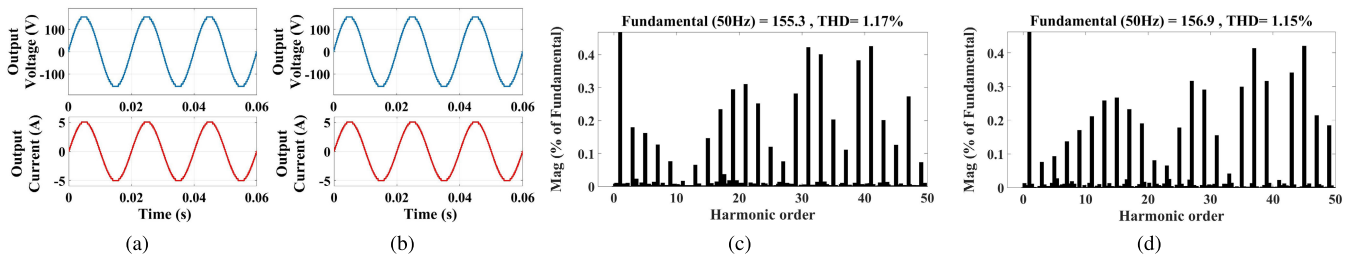 (a)
Output
Voltage (V)
100
0
-100
0
0.02
0.04
0.06
Output
Current (A)
5
0
-5
0
0.02
0.04
0.06
Time (s)
(a)
(b)
Output
Voltage (V)
100
0
-100
0
0.02
0.04
0.06
Output
Current (A)
5
0
-5
0
0.02
0.04
0.06
Time (s)
(b)
Fundamental (50Hz) = 155.3 , THD= 1.17%
Mag (% of Fundamental)
0.4
0.3
0.2
0.1
0
0
10
20
30
40
50
Harmonic order
(c)
Fundamental (50Hz) = 156.9 , THD= 1.15%
Mag (% of Fundamental)
0.4
0.3
0.2
0.1
0
0
10
20
30
40
50
Harmonic order
(d)